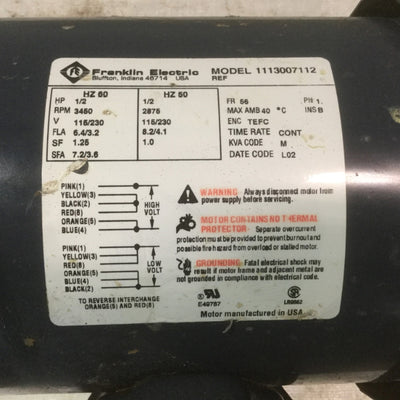 FE Franklin Electric
Bluffton, Indiana 46714 USA
MODEL 1113007112
REF
HZ 60 HZ 50
HP 1/2 1/2
RPM 3450 2875
V 115/230 115/230
FLA 6.4/3.2 8.2/4.1
SF 1.25 1.0
SFA 7.2/3.6
FR 56 PH 1.
MAX AMB 40 °C INS B
ENC TEFC
TIME RATE CONT
KVA CODE M
DATE CODE L02
PINK(1)
YELLOW(3)
BLACK(2)
RED(8)
ORANGE(5)
BLUE(4)
HIGH
VOLT
PINK(1)
YELLOW(3)
RED(8)
ORANGE(5)
BLUE(4)
BLACK(2)
LOW
VOLT
TO REVERSE INTERCHANGE
ORANGE(5) AND RED(8)
WARNING: Always disconnect motor from
power supply before servicing.
MOTOR CONTAINS NO THERMAL
PROTECTOR: Separate overcurrent
protection must be provided to prevent burnout and
possible fire hazard from overload or stalled motor.
GROUNDING: Fatal electrical shock may
result if motor frame and adjacent metal are
not grounded in compliance with electrical code.
E49787
Motor manufactured in USA